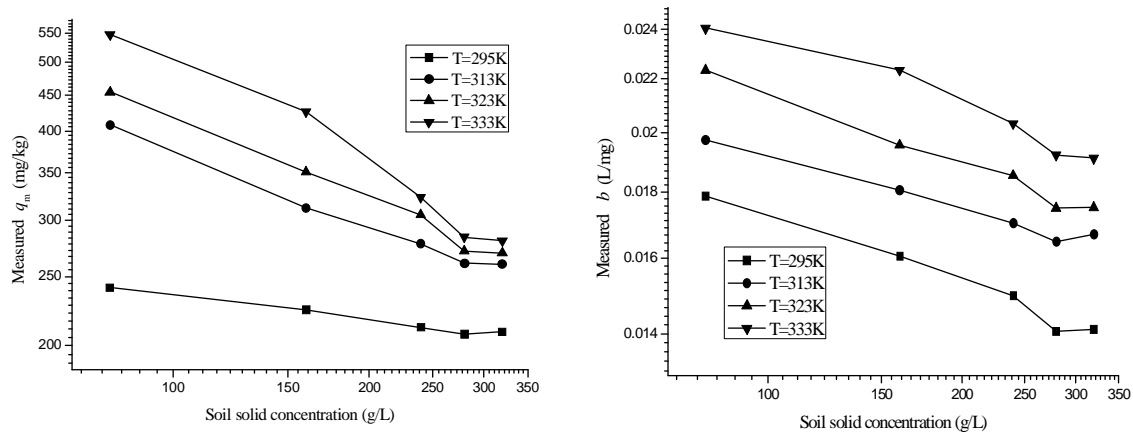 550
500
450
400
350
300
250
200
Measured qm (mg/kg)
T=295K
T=313K
T=323K
T=333K
100
150
200
250
300
350
Soil solid concentration (g/L)
0.024
0.022
0.02
0.018
0.016
0.014
Measured b (L/mg)
T=295K
T=313K
T=323K
T=333K
100
150
200
250
300
350
Soil solid concentration (g/L)